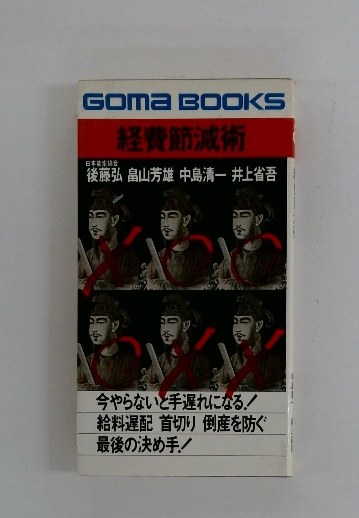 GOMA BOOKS
経費節減術
日本能率協会
後藤弘 畠山芳雄 中島清一 井上省吾
今やらないと手遅れになる!
給料遅配 首切り 倒産を防ぐ
最後の決め手!